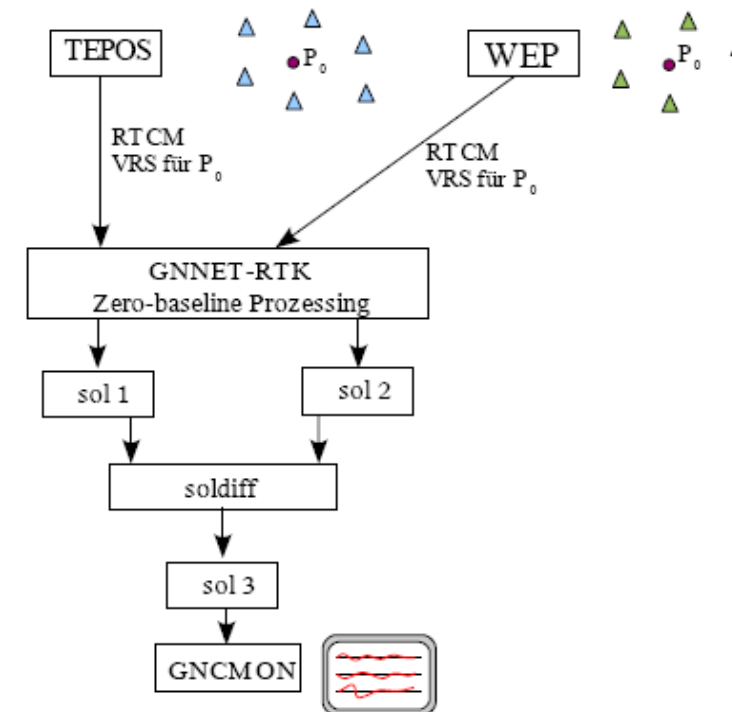 TEPOS
P0
WEP
P0
RTCM
VRS für P0
RTCM
VRS für P0
GNNET-RTK
Zero-baseline Prozessing
sol 1
sol 2
soldiff
sol 3
GNCMON